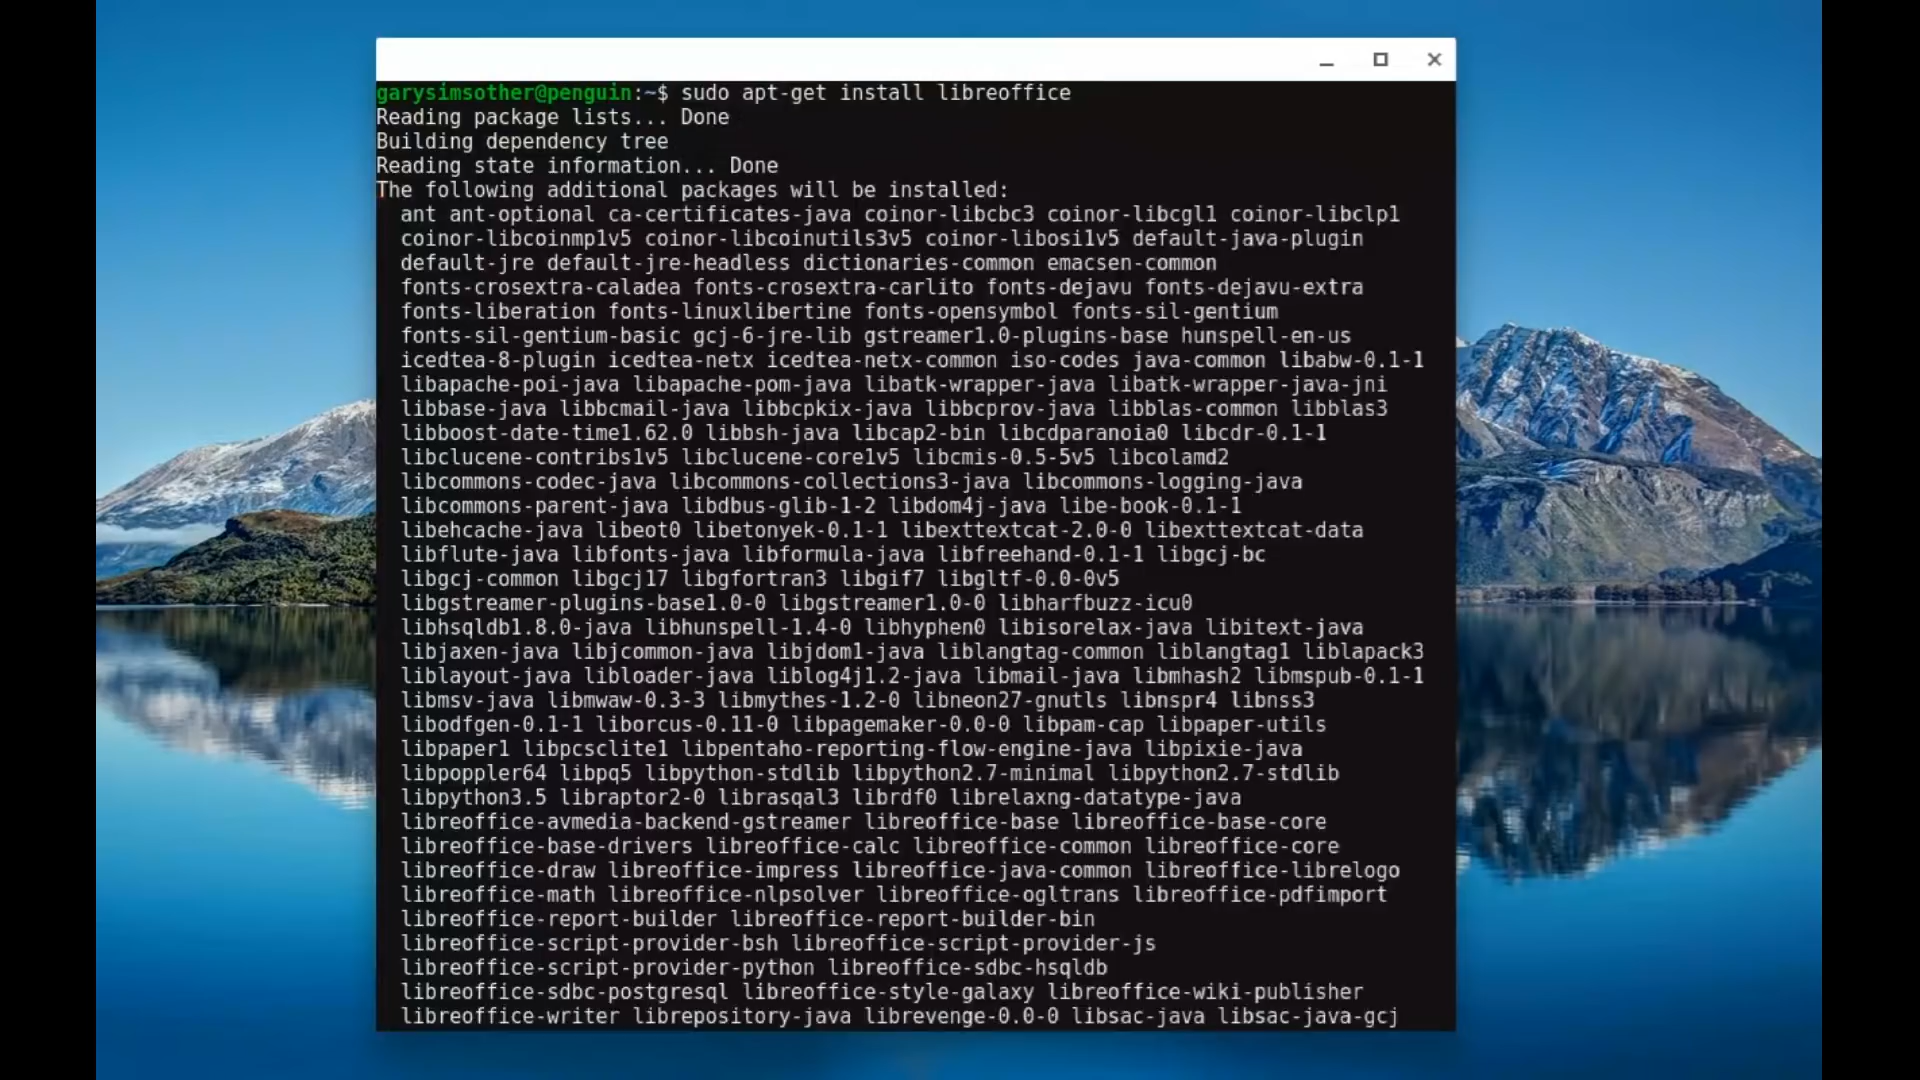 garysimsother@penguin:~$ sudo apt-get install libreoffice
Reading package lists... Done
Building dependency tree
Reading state information... Done
The following additional packages will be installed:
ant ant-optional ca-certificates-java coinor-libcbc3 coinor-libcgl1 coinor-libclp1
coinor-libcoinmp1v5 coinor-libcoinutils3v5 coinor-libosi1v5 default-java-plugin
default-jre default-jre-headless dictionaries-common emacsen-common
fonts-crosextra-caladea fonts-crosextra-carlito fonts-dejavu fonts-dejavu-extra
fonts-liberation fonts-linuxlibertine fonts-opensymbol fonts-sil-gentium
fonts-sil-gentium-basic gcj-6-jre-lib gstreamer1.0-plugins-base hunspell-en-us
icedtea-8-plugin icedtea-netx icedtea-netx-common iso-codes java-common libabw-0.1-1
libapache-poi-java libapache-pom-java libatk-wrapper-java libatk-wrapper-java-jni
libbase-java libbcmail-java libbcpkix-java libbcprov-java libblas-common libblas3
libboost-date-time1.62.0 libbsh-java libcap2-bin libcdparanoia0 libcdr-0.1-1
libclucene-contribs1v5 libclucene-core1v5 libcmis-0.5-5v5 libcolamd2
libcommons-codec-java libcommons-collections3-java libcommons-logging-java
libcommons-parent-java libdbus-glib-1-2 libdom4j-java libe-book-0.1-1
libehcache-java libeot0 libetonyek-0.1-1 libexttextcat-2.0-0 libexttextcat-data
libflute-java libfonts-java libformula-java libfreehand-0.1-1 libgcj-bc
libgcj-common libgcj17 libgfortran3 libgif7 libgltf-0.0-0v5
libgstreamer-plugins-base1.0-0 libgstreamer1.0-0 libharfbuzz-icu0
libhsqldb1.8.0-java libhunspell-1.4-0 libhyphen0 libisorelax-java libitext-java
libjaxen-java libjcommon-java libjdom1-java liblangtag-common liblangtag1 liblapack3
liblayout-java libloader-java liblog4j1.2-java libmail-java libmhash2 libmspub-0.1-1
libmsv-java libmwaw-0.3-3 libmythes-1.2-0 libneon27-gnutls libnspr4 libnss3
libodfgen-0.1-1 liborcus-0.11-0 libpagemaker-0.0-0 libpam-cap libpaper-utils
libpaper1 libpcsclite1 libpentaho-reporting-flow-engine-java libpixie-java
libpoppler64 libpq5 libpython-stdlib libpython2.7-minimal libpython2.7-stdlib
libpython3.5 libraptor2-0 librasqal3 librdf0 librelaxng-datatype-java
libreoffice-avmedia-backend-gstreamer libreoffice-base libreoffice-base-core
libreoffice-base-drivers libreoffice-calc libreoffice-common libreoffice-core
libreoffice-draw libreoffice-impress libreoffice-java-common libreoffice-librelogo
libreoffice-math libreoffice-nlpsolver libreoffice-ogltrans libreoffice-pdfimport
libreoffice-report-builder libreoffice-report-builder-bin
libreoffice-script-provider-bsh libreoffice-script-provider-js
libreoffice-script-provider-python libreoffice-sdbc-hsqldb
libreoffice-sdbc-postgresql libreoffice-style-galaxy libreoffice-wiki-publisher
libreoffice-writer librepository-java librevenge-0.0-0 libsac-java libsac-java-gcj